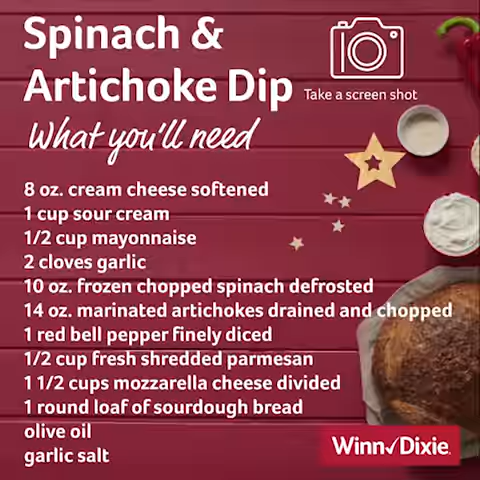 Spinach &
Artichoke Dip
Take a screen shot
What you'll need
8 oz. cream cheese softened
1 cup sour cream
1/2 cup mayonnaise
2 cloves garlic
10 oz. frozen chopped spinach defrosted
14 oz. marinated artichokes drained and chopped
1 red bell pepper finely diced
1/2 cup fresh shredded parmesan
1 1/2 cups mozzarella cheese divided
1 round loaf of sourdough bread
olive oil
garlic salt
Winn✓Dixie.